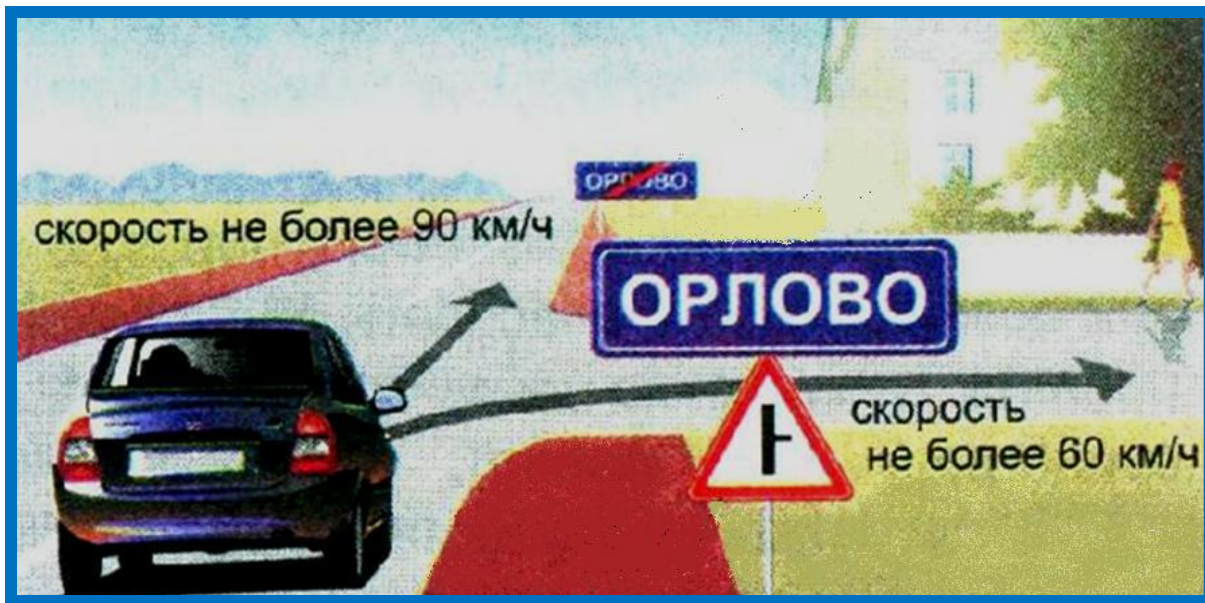 ОРЛОВО
скорость не более 90 км/ч
ОРЛОВО
скорость
не более 60 км/ч